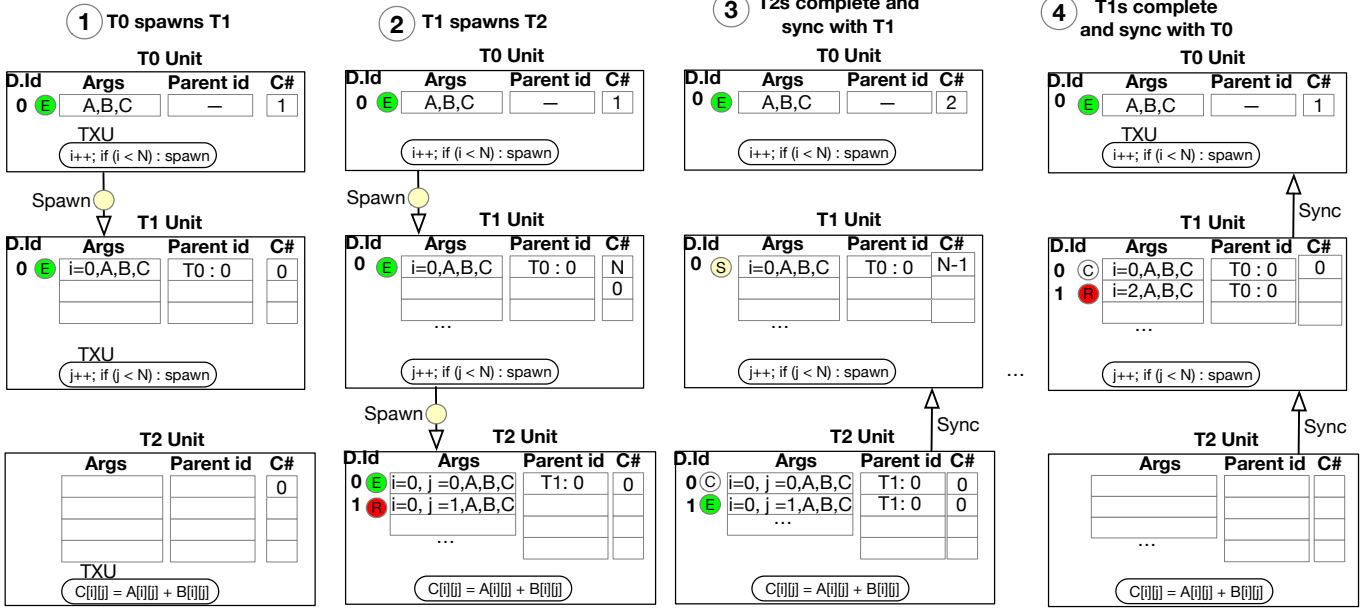 1 T0 spawns T1
T0 Unit
D.Id Args Parent id C#
0 E A,B,C — 1
TXU
i++; if (i < N) : spawn
Spawn
T1 Unit
D.Id Args Parent id C#
0 E i=0,A,B,C T0 : 0 0
TXU
j++; if (j < N) : spawn
T2 Unit
Args Parent id C#
0
TXU
C[i][j] = A[i][j] + B[i][j]
2 T1 spawns T2
T0 Unit
D.Id Args Parent id C#
0 E A,B,C — 1
i++; if (i < N) : spawn
Spawn
T1 Unit
D.Id Args Parent id C#
0 E i=0,A,B,C T0 : 0 N
0
...
j++; if (j < N) : spawn
Spawn
T2 Unit
D.Id Args Parent id C#
0 E i=0, j =0,A,B,C T1: 0 0
1 R i=0, j =1,A,B,C
...
C[i][j] = A[i][j] + B[i][j]
3 T2s complete and
sync with T1
T0 Unit
D.Id Args Parent id C#
0 E A,B,C — 2
i++; if (i < N) : spawn
T1 Unit
D.Id Args Parent id C#
0 S i=0,A,B,C T0 : 0 N-1
...
j++; if (j < N) : spawn
Sync
T2 Unit
D.Id Args Parent id C#
0 C i=0, j =0,A,B,C T1: 0 0
1 E i=0, j =1,A,B,C T1: 0 0
...
C[i][j] = A[i][j] + B[i][j]
...
4 T1s complete
and sync with T0
T0 Unit
D.Id Args Parent id C#
0 E A,B,C — 1
TXU
i++; if (i < N) : spawn
Sync
T1 Unit
D.Id Args Parent id C#
0 C i=0,A,B,C T0 : 0 0
1 R i=2,A,B,C T0 : 0
...
j++; if (j < N) : spawn
Sync
T2 Unit
Args Parent id C#
...
C[i][j] = A[i][j] + B[i][j]